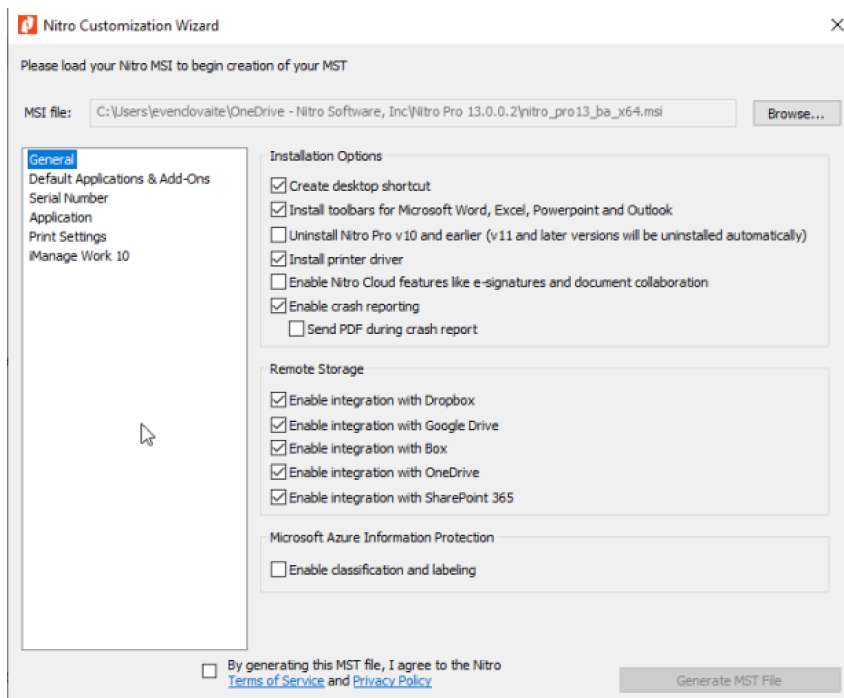 Nitro Customization Wizard
Please load your Nitro MSI to begin creation of your MST
MSI file:
C:\Users\evenclovaite\OneDrive - Nitro Software, Inc\Nitro Pro 13.0.0.2\nitro_pro13_ba_x64.msi
Browse...
General
Default Applications & Add-Ons
Serial Number
Application
Print Settings
iManage Work 10
Installation Options
Create desktop shortcut
Install toolbars for Microsoft Word, Excel, Powerpoint and Outlook
Uninstall Nitro Pro v10 and earlier (v11 and later versions will be uninstalled automatically)
Install printer driver
Enable Nitro Cloud features like e-signatures and document collaboration
Enable crash reporting
Send PDF during crash report
Remote Storage
Enable integration with Dropbox
Enable integration with Google Drive
Enable integration with Box
Enable integration with OneDrive
Enable integration with SharePoint 365
Microsoft Azure Information Protection
Enable classification and labeling
By generating this MST file, I agree to the Nitro
Terms of Service and Privacy Policy
Generate MST File